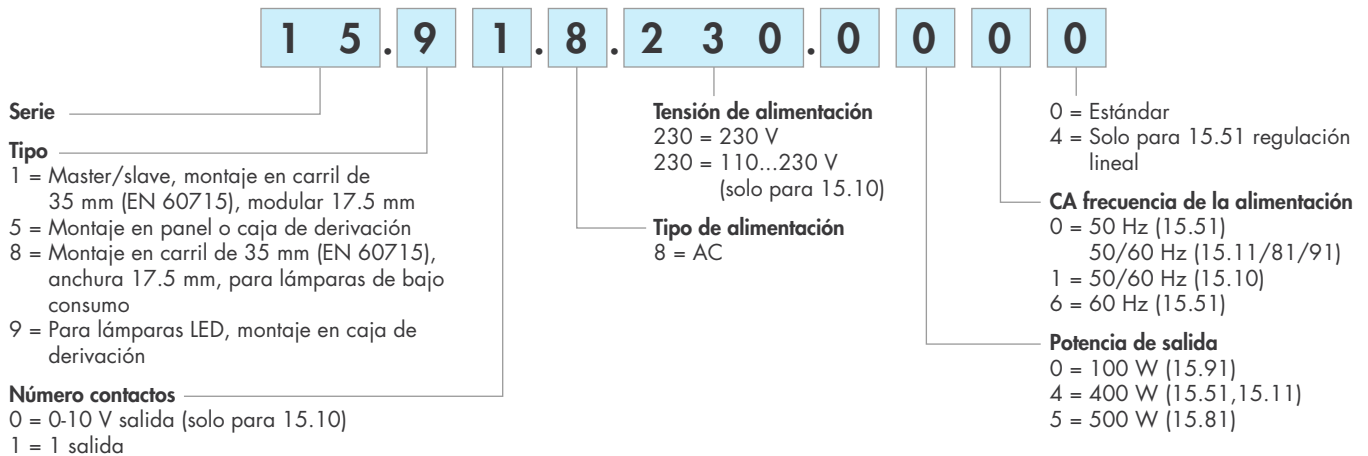 1 5.9 1.8.230.0 0 0 0
Serie
Tipo
1 = Master/slave, montaje en carril de
35 mm (EN 60715), modular 17.5 mm
5 = Montaje en panel o caja de derivación
8 = Montaje en carril de 35 mm (EN 60715),
anchura 17.5 mm, para lámparas de bajo
consumo
9 = Para lámparas LED, montaje en caja de
derivación
Número contactos
0 = 0-10 V salida (solo para 15.10)
1 = 1 salida
Tensión de alimentación
230 = 230 V
230 = 110...230 V
(solo para 15.10)
Tipo de alimentación
8 = AC
0 = Estándar
4 = Solo para 15.51 regulación
lineal
CA frecuencia de la alimentación
0 = 50 Hz (15.51)
50/60 Hz (15.11/81/91)
1 = 50/60 Hz (15.10)
6 = 60 Hz (15.51)
Potencia de salida
0 = 100 W (15.91)
4 = 400 W (15.51,15.11)
5 = 500 W (15.81)